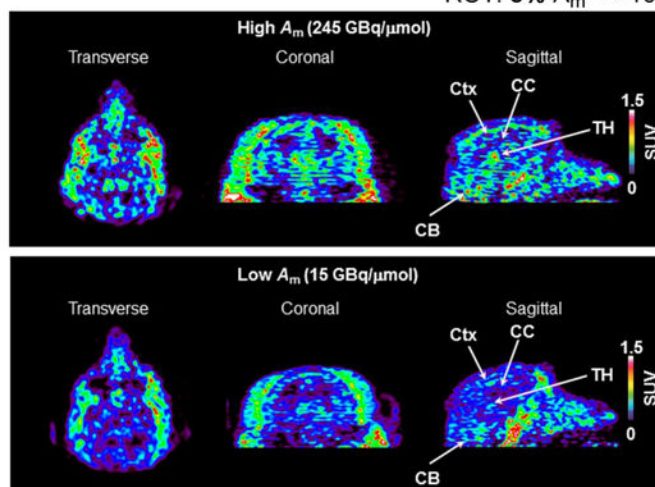 High Am (245 GBq/μmol)
Transverse
Coronal
Sagittal
Ctx
CC
TH
CB
1.5
SUV
0
Low Am (15 GBq/μmol)
Transverse
Coronal
Sagittal
Ctx
CC
TH
CB
1.5
SUV
0